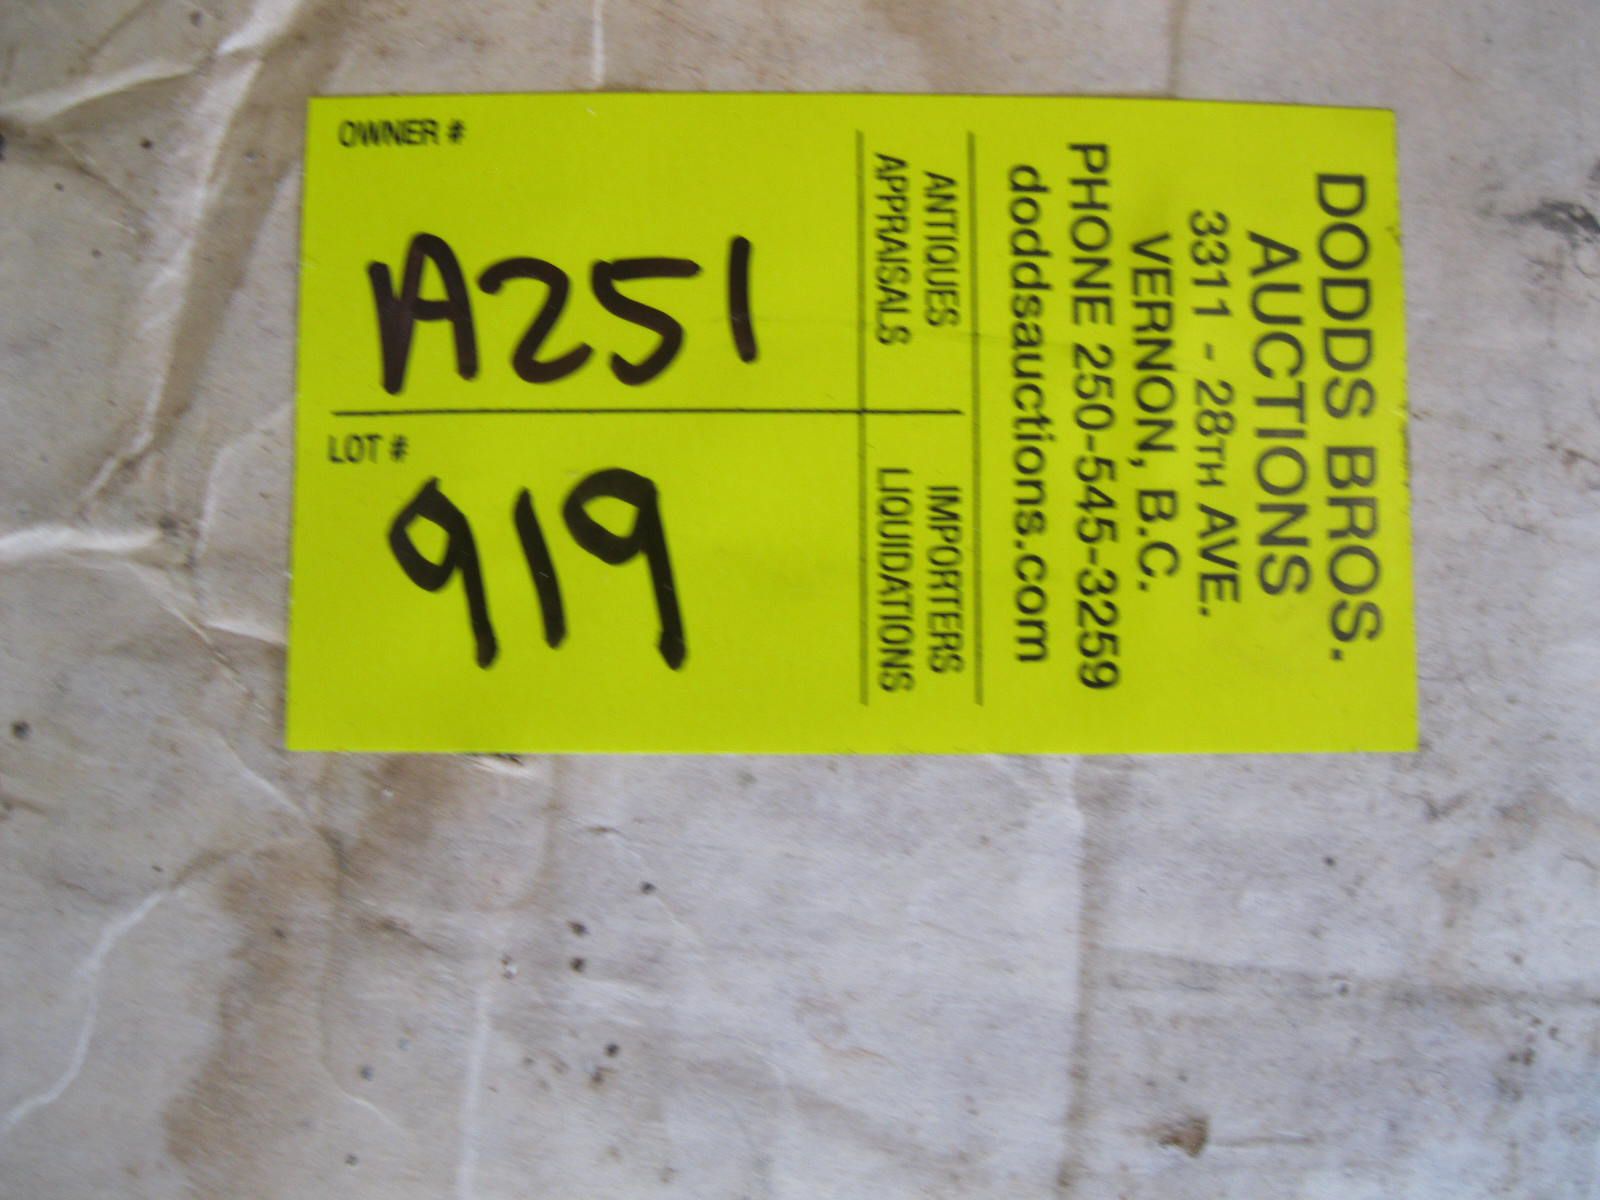 DODDS BROS.
AUCTIONS
3311 - 28TH AVE.
VERNON, B.C.
PHONE 250-545-3259
doddsauctions.com
ANTIQUES IMPORTERS
APPRAISALS LIQUIDATIONS
OWNER #
A251
LOT #
919